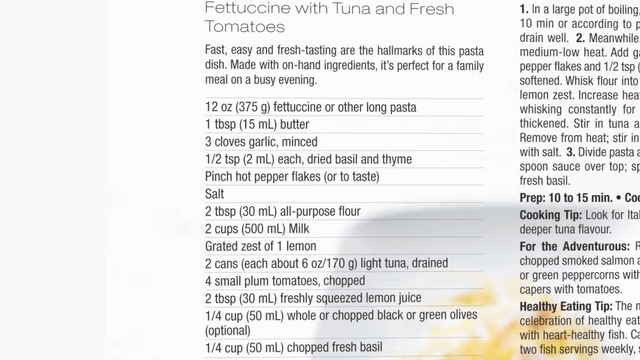 Fettuccine with Tuna and Fresh
Tomatoes
Fast, easy and fresh-tasting are the hallmarks of this pasta
dish. Made with on-hand ingredients, it's perfect for a family
meal on a busy evening.
12 oz (375 g) fettuccine or other long pasta
1 tbsp (15 mL) butter
3 cloves garlic, minced
1/2 tsp (2 mL) each, dried basil and thyme
Pinch hot pepper flakes (or to taste)
Salt
2 tbsp (30 mL) all-purpose flour
2 cups (500 mL) Milk
Grated zest of 1 lemon
2 cans (each about 6 oz/170 g) light tuna, drained
4 small plum tomatoes, chopped
2 tbsp (30 mL) freshly squeezed lemon juice
1/4 cup (50 mL) whole or chopped black or green olives
(optional)
1/4 cup (50 mL) chopped fresh basil
1. In a large pot of boiling,
10 min or according to p
drain well. 2. Meanwhile
medium-low heat. Add ga
pepper flakes and 1/2 tsp (
softened. Whisk flour into
lemon zest. Increase hea
whisking constantly for
thickened. Stir in tuna a
Remove from heat; stir in
with salt. 3. Divide pasta a
spoon sauce over top; sp
fresh basil.
Prep: 10 to 15 min. • Coo
Cooking Tip: Look for Ital
deeper tuna flavour.
For the Adventurous: R
chopped smoked salmon a
or green peppercorns with
capers with tomatoes.
Healthy Eating Tip: The m
celebration of healthy eat
with heart-healthy fish. Ca
two fish servings weekly, s